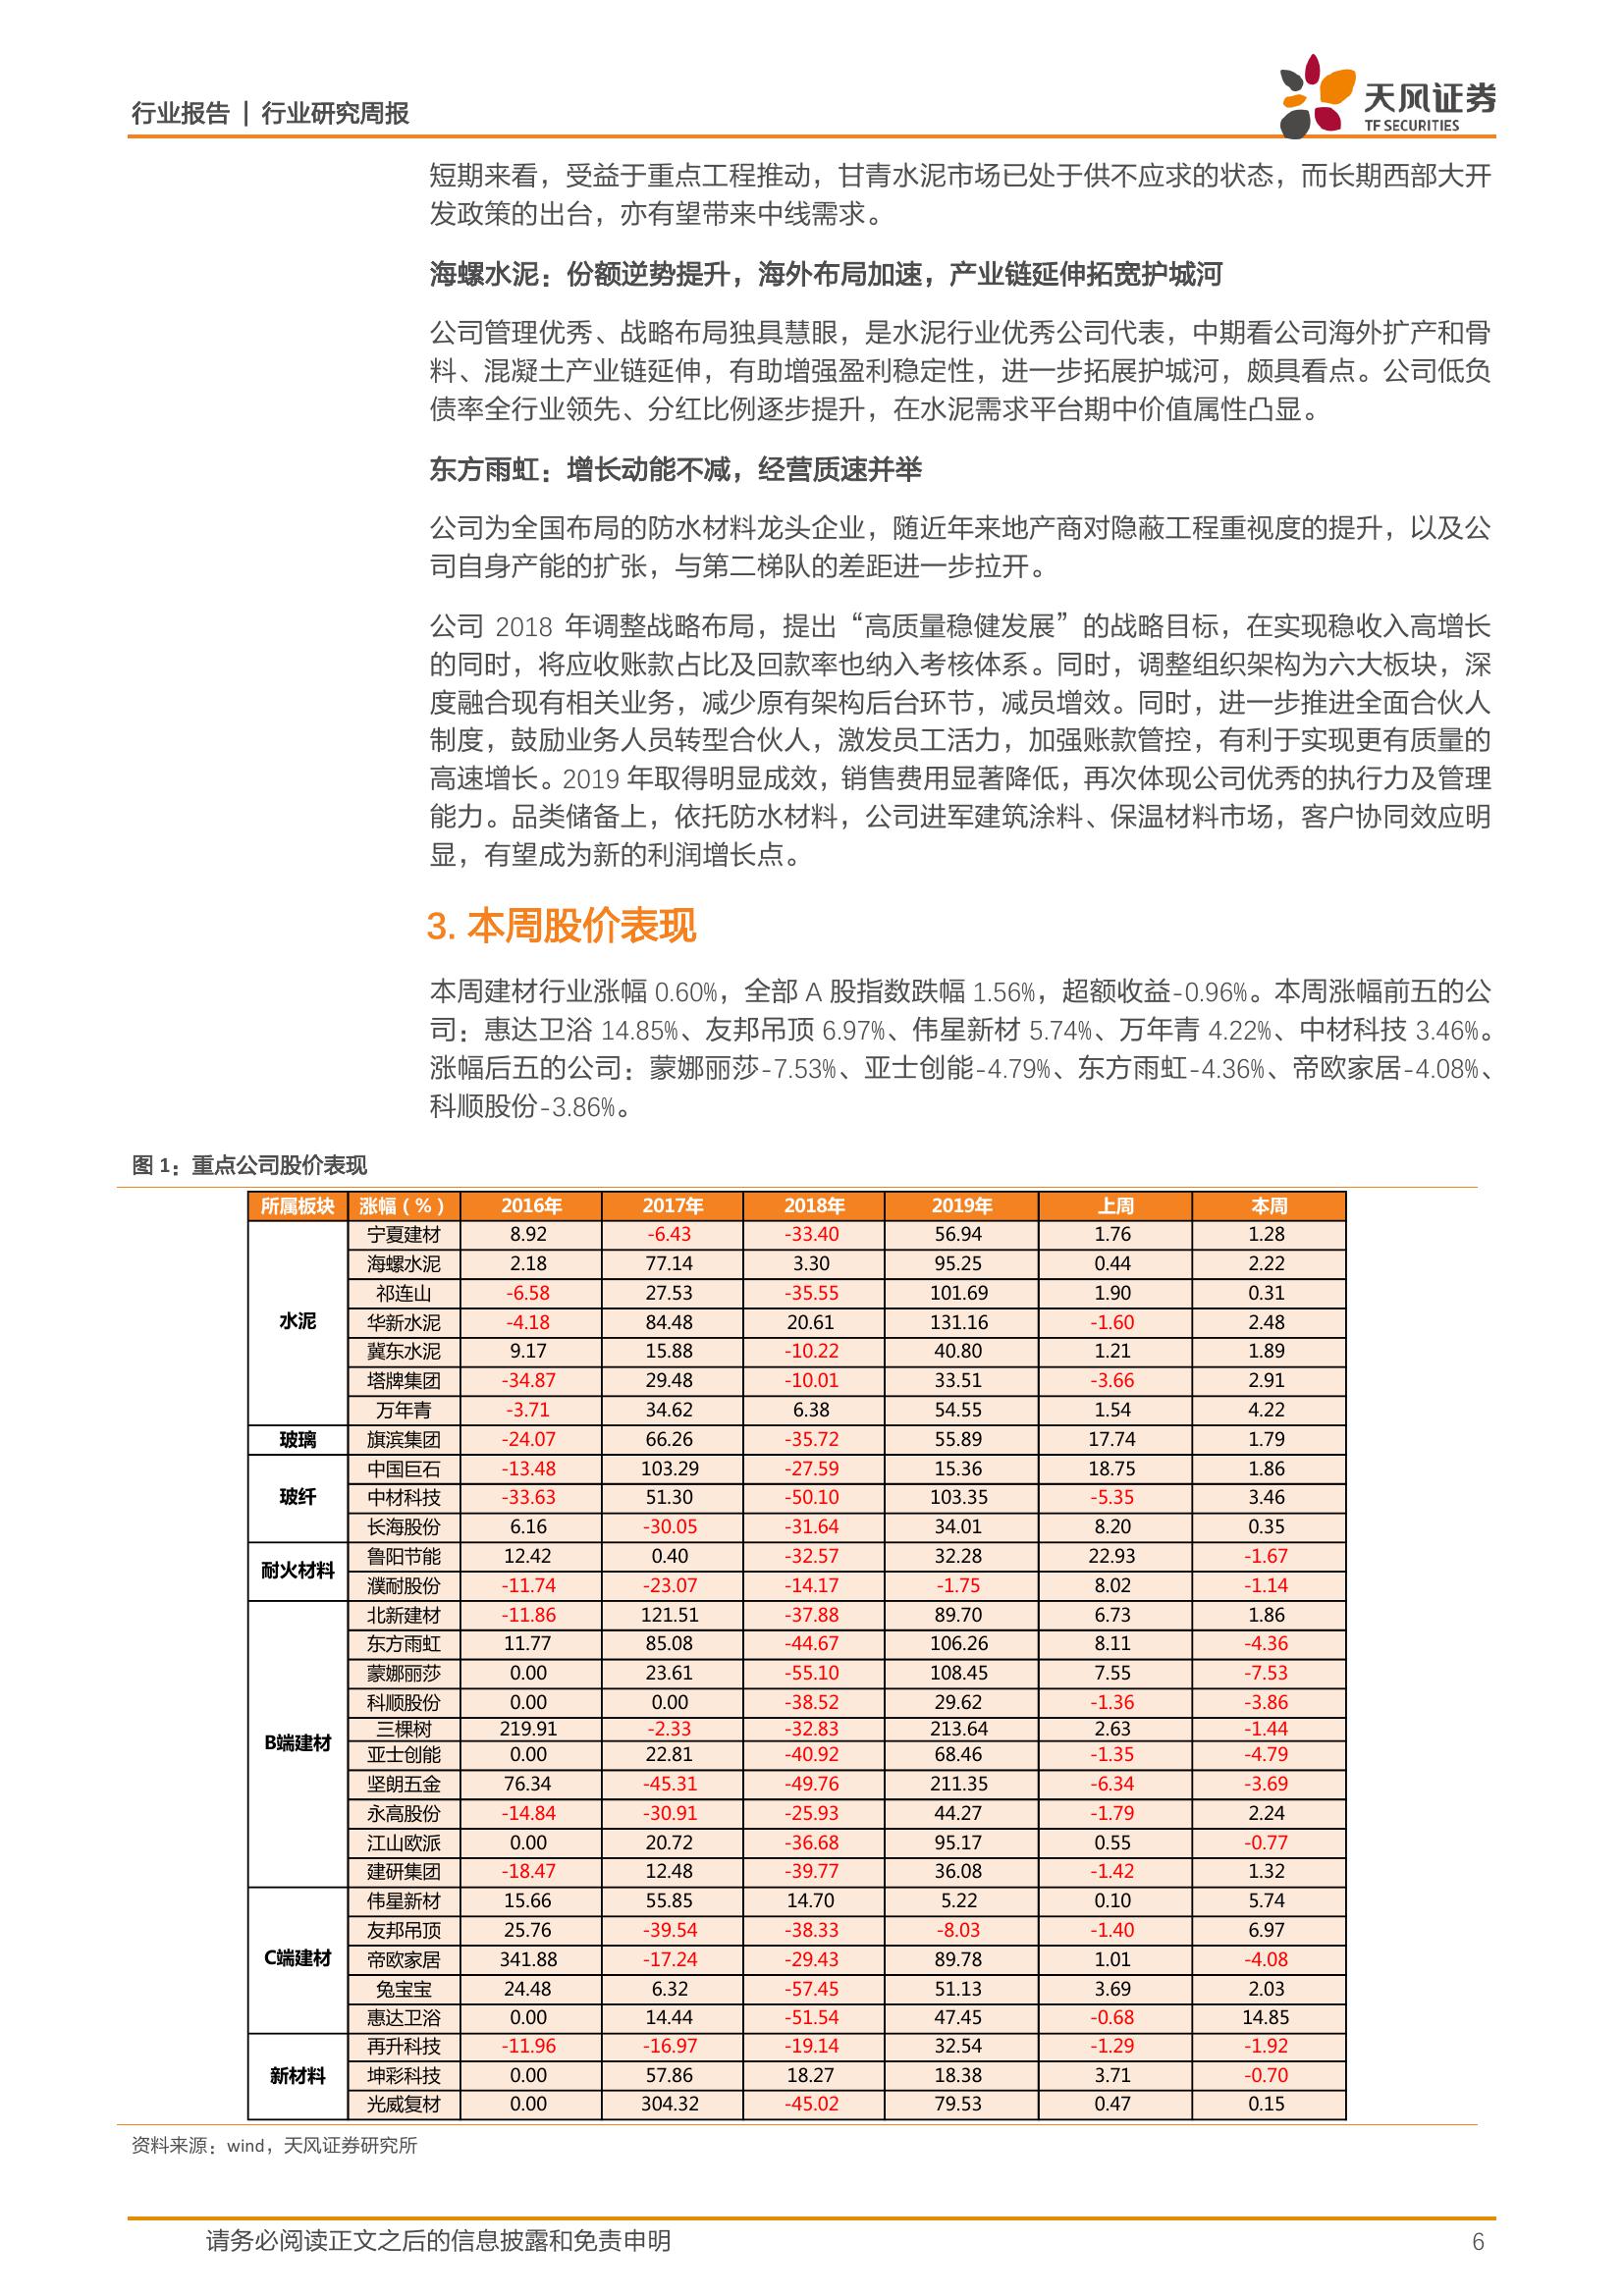 行业报告 | 行业研究周报
天风证券
TF SECURITIES
短期来看，受益于重点工程推动，甘青水泥市场已处于供不应求的状态，而长期西部大开
发政策的出台，亦有望带来中线需求。
海螺水泥：份额逆势提升，海外布局加速，产业链延伸拓宽护城河
公司管理优秀、战略布局独具慧眼，是水泥行业优秀公司代表，中期看公司海外扩产和骨
料、混凝土产业链延伸，有助增强盈利稳定性，进一步拓展护城河，颇具看点。公司低负
债率全行业领先、分红比例逐步提升，在水泥需求平台期中价值属性凸显。
东方雨虹：增长动能不减，经营质速并举
公司为全国布局的防水材料龙头企业，随近年来地产商对隐蔽工程重视度的提升，以及公
司自身产能的扩张，与第二梯队的差距进一步拉开。
公司 2018 年调整战略布局，提出“高质量稳健发展”的战略目标，在实现稳收入高增长
的同时，将应收账款占比及回款率也纳入考核体系。同时，调整组织架构为六大板块，深
度融合现有相关业务，减少原有架构后台环节，减员增效。同时，进一步推进全面合伙人
制度，鼓励业务人员转型合伙人，激发员工活力，加强账款管控，有利于实现更有质量的
高速增长。2019 年取得明显成效，销售费用显著降低，再次体现公司优秀的执行力及管理
能力。品类储备上，依托防水材料，公司进军建筑涂料、保温材料市场，客户协同效应明
显，有望成为新的利润增长点。
3. 本周股价表现
本周建材行业涨幅 0.60%，全部 A 股指数跌幅 1.56%，超额收益-0.96%。本周涨幅前五的公
司：惠达卫浴 14.85%、友邦吊顶 6.97%、伟星新材 5.74%、万年青 4.22%、中材科技 3.46%。
涨幅后五的公司：蒙娜丽莎-7.53%、亚士创能-4.79%、东方雨虹-4.36%、帝欧家居-4.08%、
科顺股份-3.86%。
图 1：重点公司股价表现
所属板块 涨幅（%） 2016年 2017年 2018年 2019年 上周 本周
水泥 宁夏建材 8.92 -6.43 -33.40 56.94 1.76 1.28
海螺水泥 2.18 77.14 3.30 95.25 0.44 2.22
祁连山 -6.58 27.53 -35.55 101.69 1.90 0.31
华新水泥 -4.18 84.48 20.61 131.16 -1.60 2.48
冀东水泥 9.17 15.88 -10.22 40.80 1.21 1.89
塔牌集团 -34.87 29.48 -10.01 33.51 -3.66 2.91
万年青 -3.71 34.62 6.38 54.55 1.54 4.22
玻璃 旗滨集团 -24.07 66.26 -35.72 55.89 17.74 1.79
玻纤 中国巨石 -13.48 103.29 -27.59 15.36 18.75 1.86
中材科技 -33.63 51.30 -50.10 103.35 -5.35 3.46
长海股份 6.16 -30.05 -31.64 34.01 8.20 0.35
耐火材料 鲁阳节能 12.42 0.40 -32.57 32.28 22.93 -1.67
濮耐股份 -11.74 -23.07 -14.17 -1.75 8.02 -1.14
B端建材 北新建材 -11.86 121.51 -37.88 89.70 6.73 1.86
东方雨虹 11.77 85.08 -44.67 106.26 8.11 -4.36
蒙娜丽莎 0.00 23.61 -55.10 108.45 7.55 -7.53
科顺股份 0.00 0.00 -38.52 29.62 -1.36 -3.86
三棵树 219.91 -2.33 -32.83 213.64 2.63 -1.44
亚士创能 0.00 22.81 -40.92 68.46 -1.35 -4.79
坚朗五金 76.34 -45.31 -49.76 211.35 -6.34 -3.69
永高股份 -14.84 -30.91 -25.93 44.27 -1.79 2.24
江山欧派 0.00 20.72 -36.68 95.17 0.55 -0.77
建研集团 -18.47 12.48 -39.77 36.08 -1.42 1.32
C端建材 伟星新材 15.66 55.85 14.70 5.22 0.10 5.74
友邦吊顶 25.76 -39.54 -38.33 -8.03 -1.40 6.97
帝欧家居 341.88 -17.24 -29.43 89.78 1.01 -4.08
兔宝宝 24.48 6.32 -57.45 51.13 3.69 2.03
惠达卫浴 0.00 14.44 -51.54 47.45 -0.68 14.85
新材料 再升科技 -11.96 -16.97 -19.14 32.54 -1.29 -1.92
坤彩科技 0.00 57.86 18.27 18.38 3.71 -0.70
光威复材 0.00 304.32 -45.02 79.53 0.47 0.15
资料来源：wind，天风证券研究所
请务必阅读正文之后的信息披露和免责申明 6